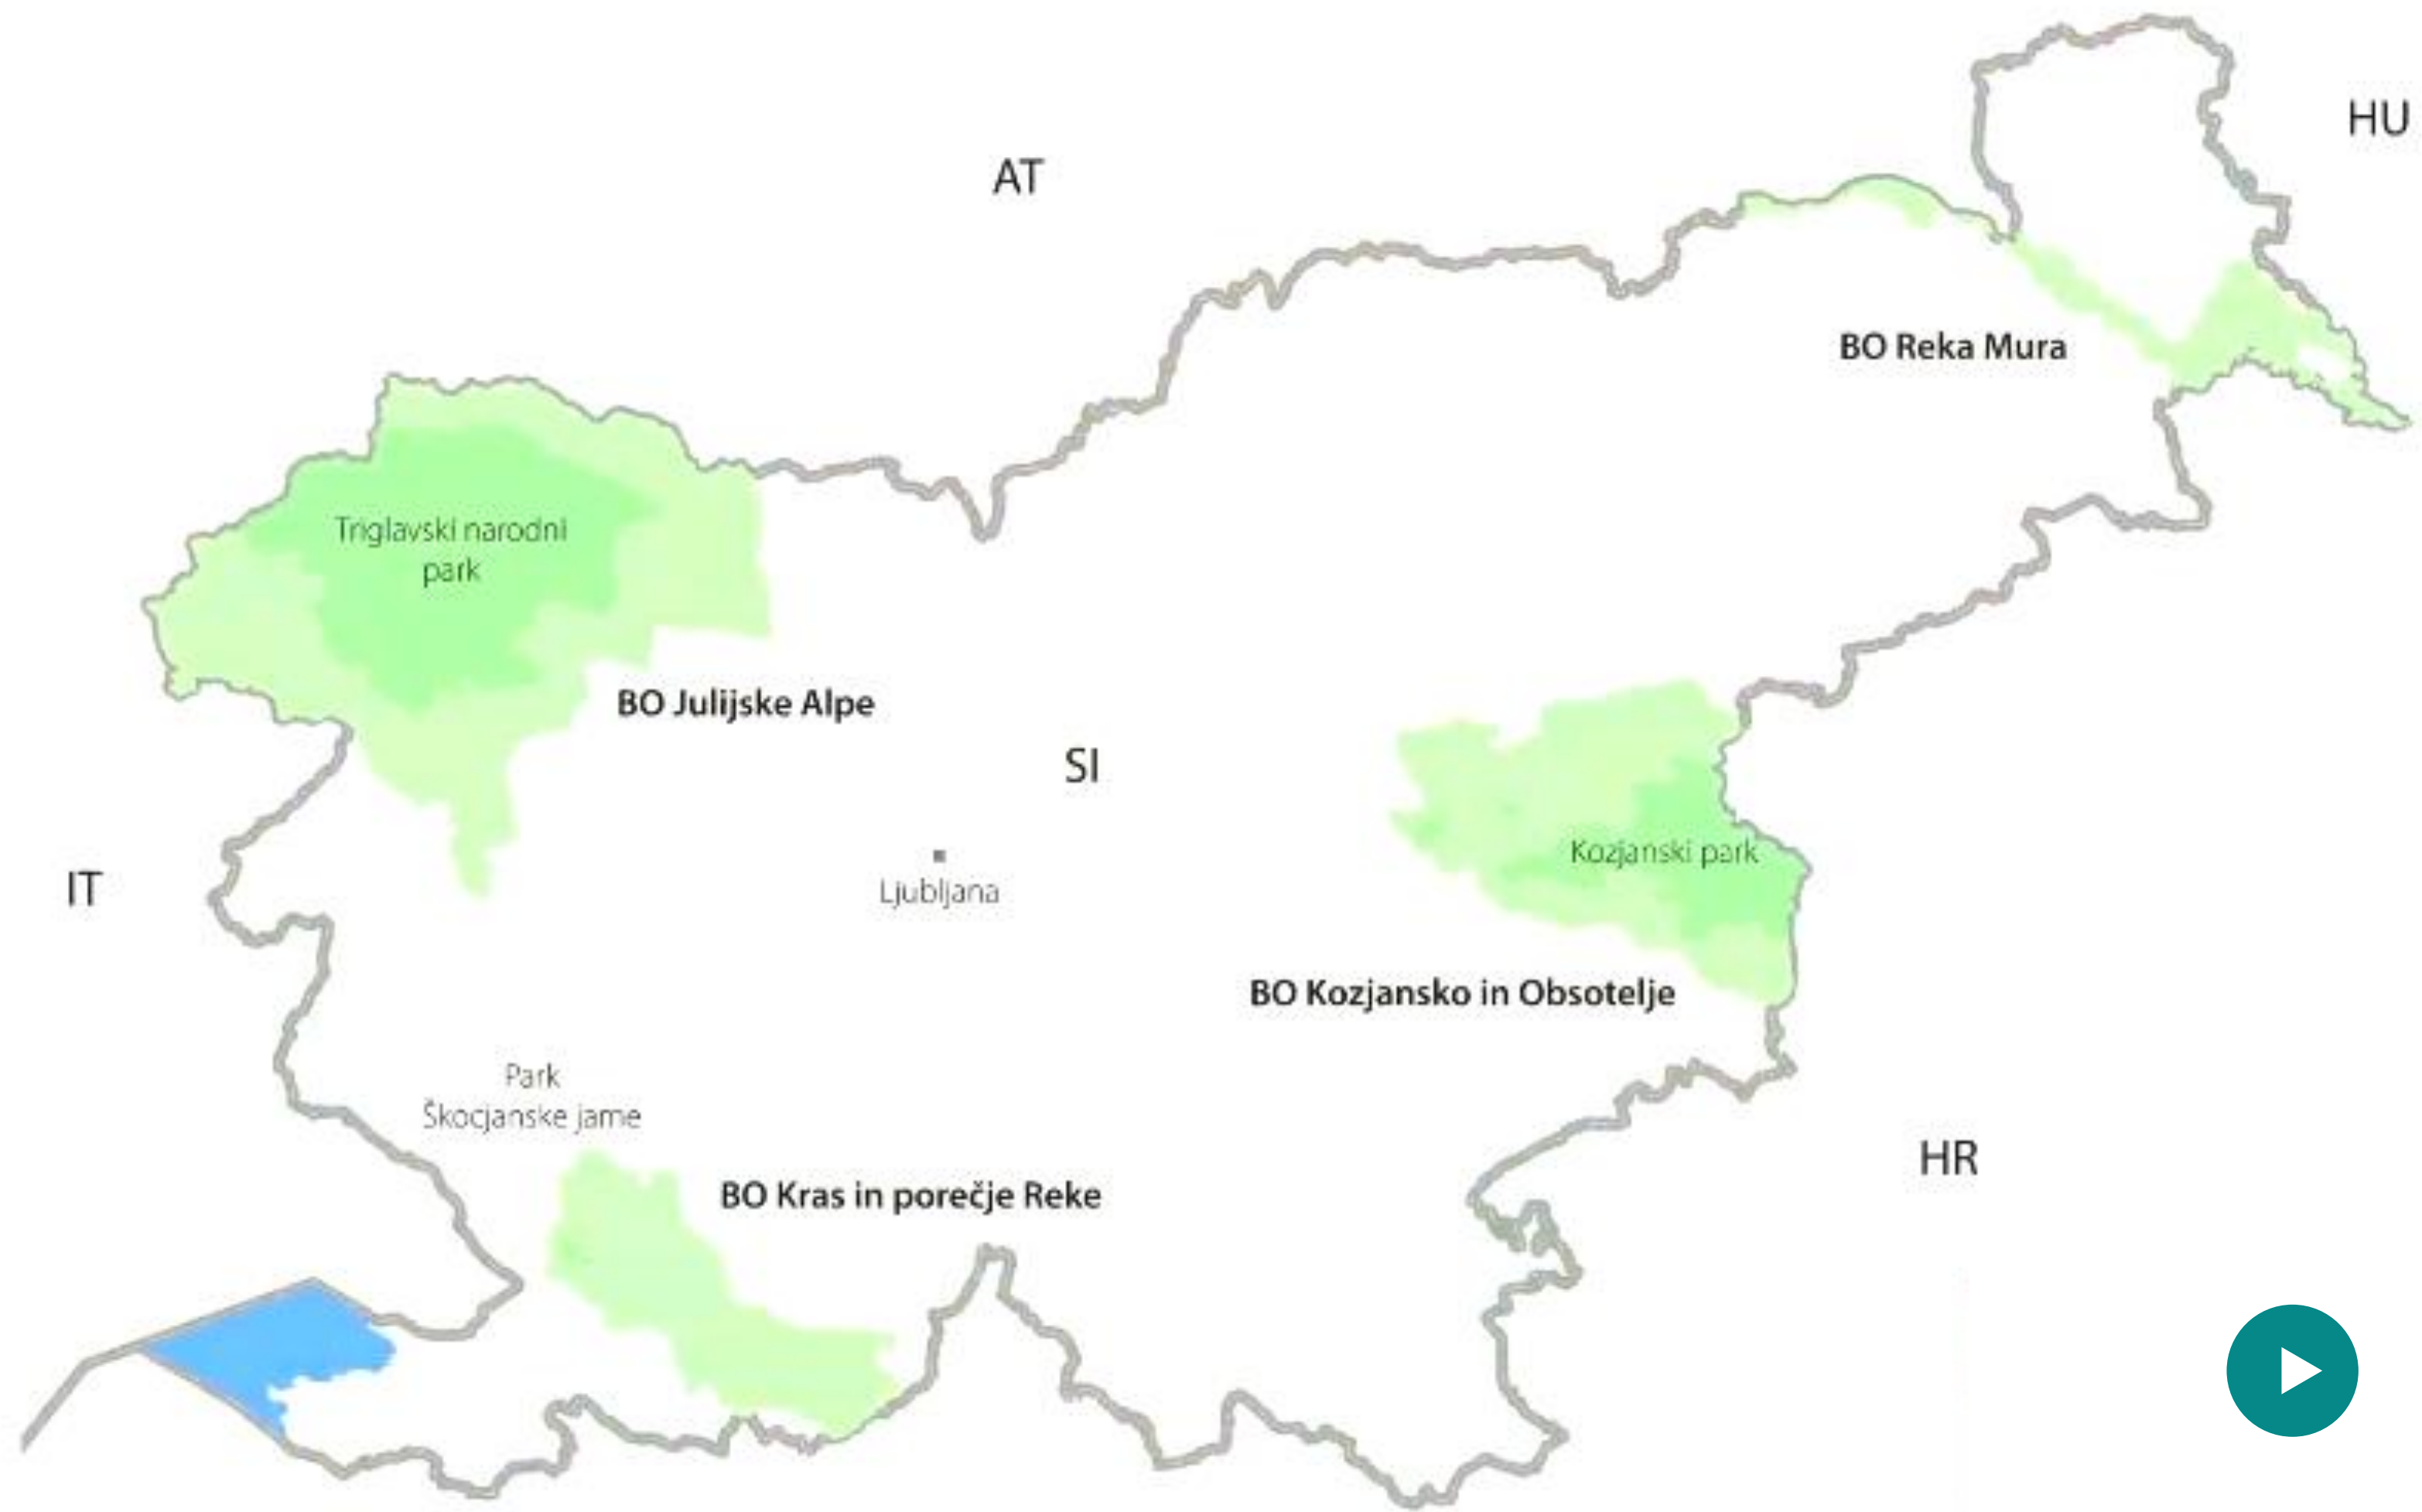 HU
AT
BO Reka Mura
Triglavski narodni
park
BO Julijske Alpe
SI
Kozjanski park
IT
Ljubljana
BO Kozjansko in Obsotelje
Park
Škocjanske jame
HR
BO Kras in porečje Reke